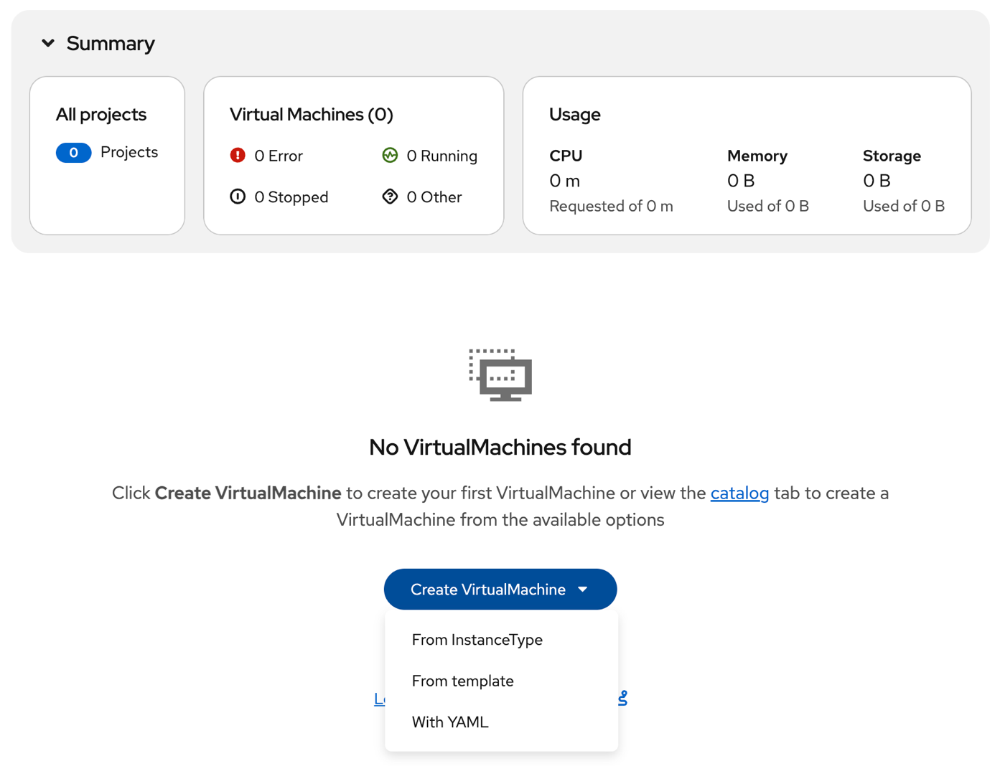 Summary
All projects
0 Projects
Virtual Machines (0)
0 Error
0 Running
0 Stopped
0 Other
Usage
CPU
0 m
Requested of 0 m
Memory
0 B
Used of 0 B
Storage
0 B
Used of 0 B
No VirtualMachines found
Click Create VirtualMachine to create your first VirtualMachine or view the catalog tab to create a
VirtualMachine from the available options
Create VirtualMachine
From InstanceType
From template
With YAML